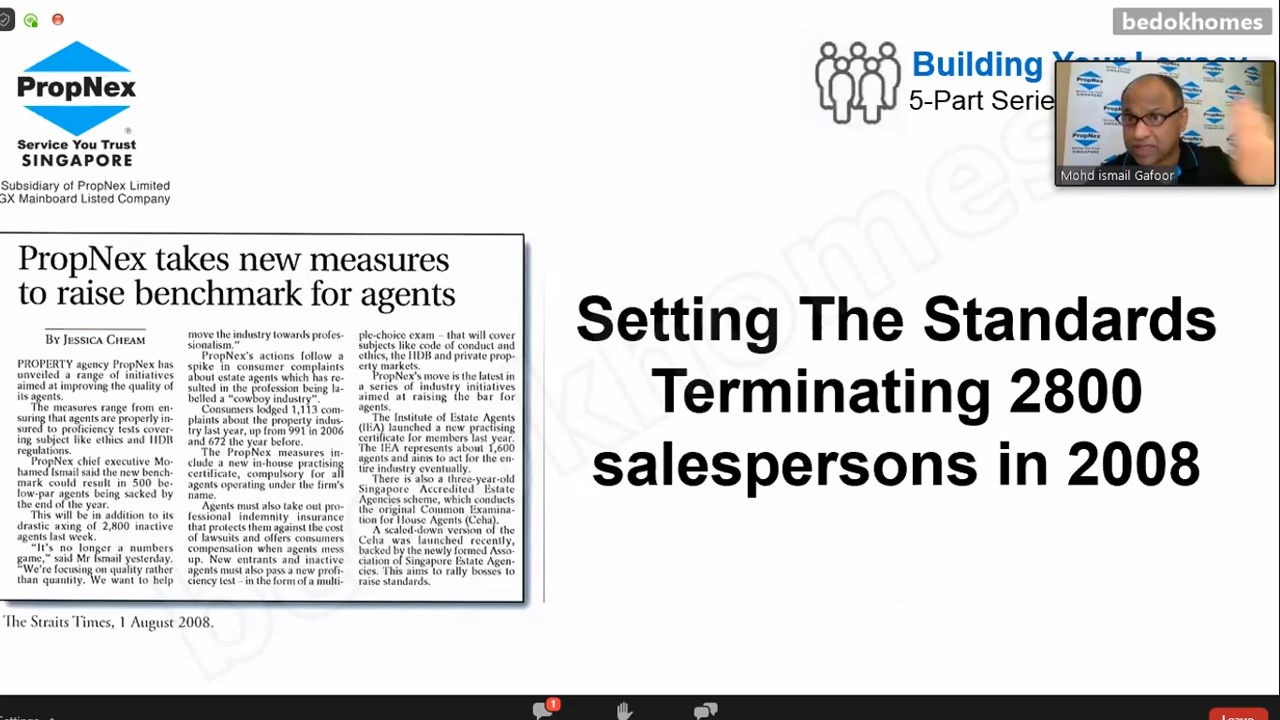 bedokhomes
PropNex
Service You Trust
SINGAPORE
Subsidiary of PropNex Limited
GX Mainboard Listed Company
Building Your Legacy
5-Part Serie
PropNex
SINGAPORE
Mohd ismail Gafoor
PropNex takes new measures
to raise benchmark for agents
BY JESSICA CHEAM
PROPERTY agency PropNex has
unveiled a range of initiatives
aimed at improving the quality of
its agents.
The measures range from en-
suring that agents are properly in-
sured to proficiency tests cover-
ing subject like ethics and HDB
regulations.
PropNex chief executive Mo-
hamed Ismail said the new bench-
mark could result in 500 be-
low-par agents being sacked by
the end of the year.
This will be in addition to its
drastic axing of 2,800 inactive
agents last week.
"It's no longer a numbers
game," said Mr Ismail yesterday.
"We're focusing on quality rather
than quantity. We want to help
move the industry towards profes-
sionalism."
PropNex's actions follow a
spike in consumer complaints
about estate agents which has re-
sulted in the profession being la-
belled a "cowboy industry".
Consumers lodged 1,113 com-
plaints about the property indus-
try last year, up from 991 in 2006
and 672 the year before.
The PropNex measures in-
clude a new in-house practising
certificate, compulsory for all
agents operating under the firm's
name.
Agents must also take out pro-
fessional indemnity insurance
that protects them against the cost
of lawsuits and offers consumers
compensation when agents mess
up. New entrants and inactive
agents must also pass a new profi-
ciency test – in the form of a multi-
ple-choice exam – that will cover
subjects like code of conduct and
ethics, the HDB and private prop-
erty markets.
PropNex's move is the latest in
a series of industry initiatives
aimed at raising the bar for
agents.
The Institute of Estate Agents
(IEA) launched a new practising
certificate for members last year.
The IEA represents about 1,600
agents and aims to act for the en-
tire industry eventually.
There is also a three-year-old
Singapore Accredited Estate
Agencies scheme, which conducts
the original Common Examina-
tion for House Agents (Ceha).
A scaled-down version of the
Ceha was launched recently,
backed by the newly formed Asso-
ciation of Singapore Estate Agen-
cies. This aims to rally bosses to
raise standards.
The Straits Times, 1 August 2008.
Setting The Standards
Terminating 2800
salespersons in 2008
bedokhomes
1
Leave